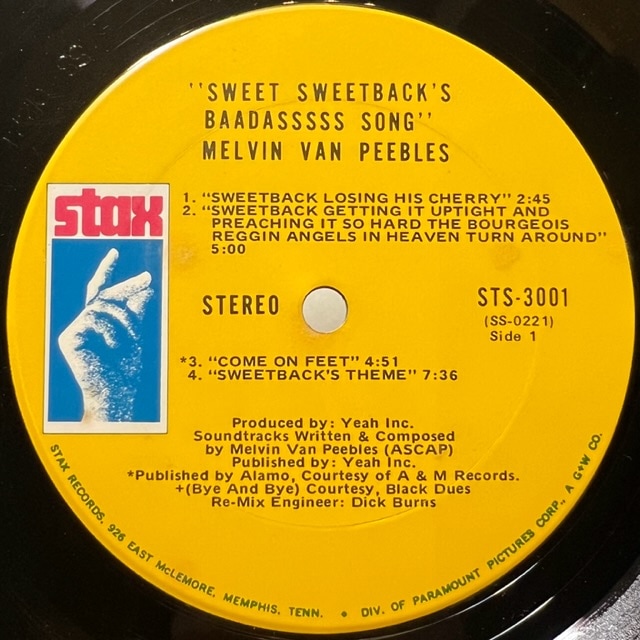 "SWEET SWEETBACK'S
BAADASSSSS SONG"
MELVIN VAN PEEBLES
stax
1. "SWEETBACK LOSING HIS CHERRY" 2:45
2. "SWEETBACK GETTING IT UPTIGHT AND
PREACHING IT SO HARD THE BOURGEOIS
REGGIN ANGELS IN HEAVEN TURN AROUND"
5:00
STEREO
STS-3001
(SS-0221)
Side 1
*3. "COME ON FEET" 4:51
4. "SWEETBACK'S THEME" 7:36
Produced by: Yeah Inc.
Soundtracks Written & Composed
by Melvin Van Peebles (ASCAP)
Published by: Yeah Inc.
*Published by Alamo, Courtesy of A & M Records.
+(Bye And Bye) Courtesy, Black Dues
Re-Mix Engineer: Dick Burns
STAX RECORDS, 926 EAST McLEMORE, MEMPHIS, TENN. • DIV. OF PARAMOUNT PICTURES CORP., A G+W CO.